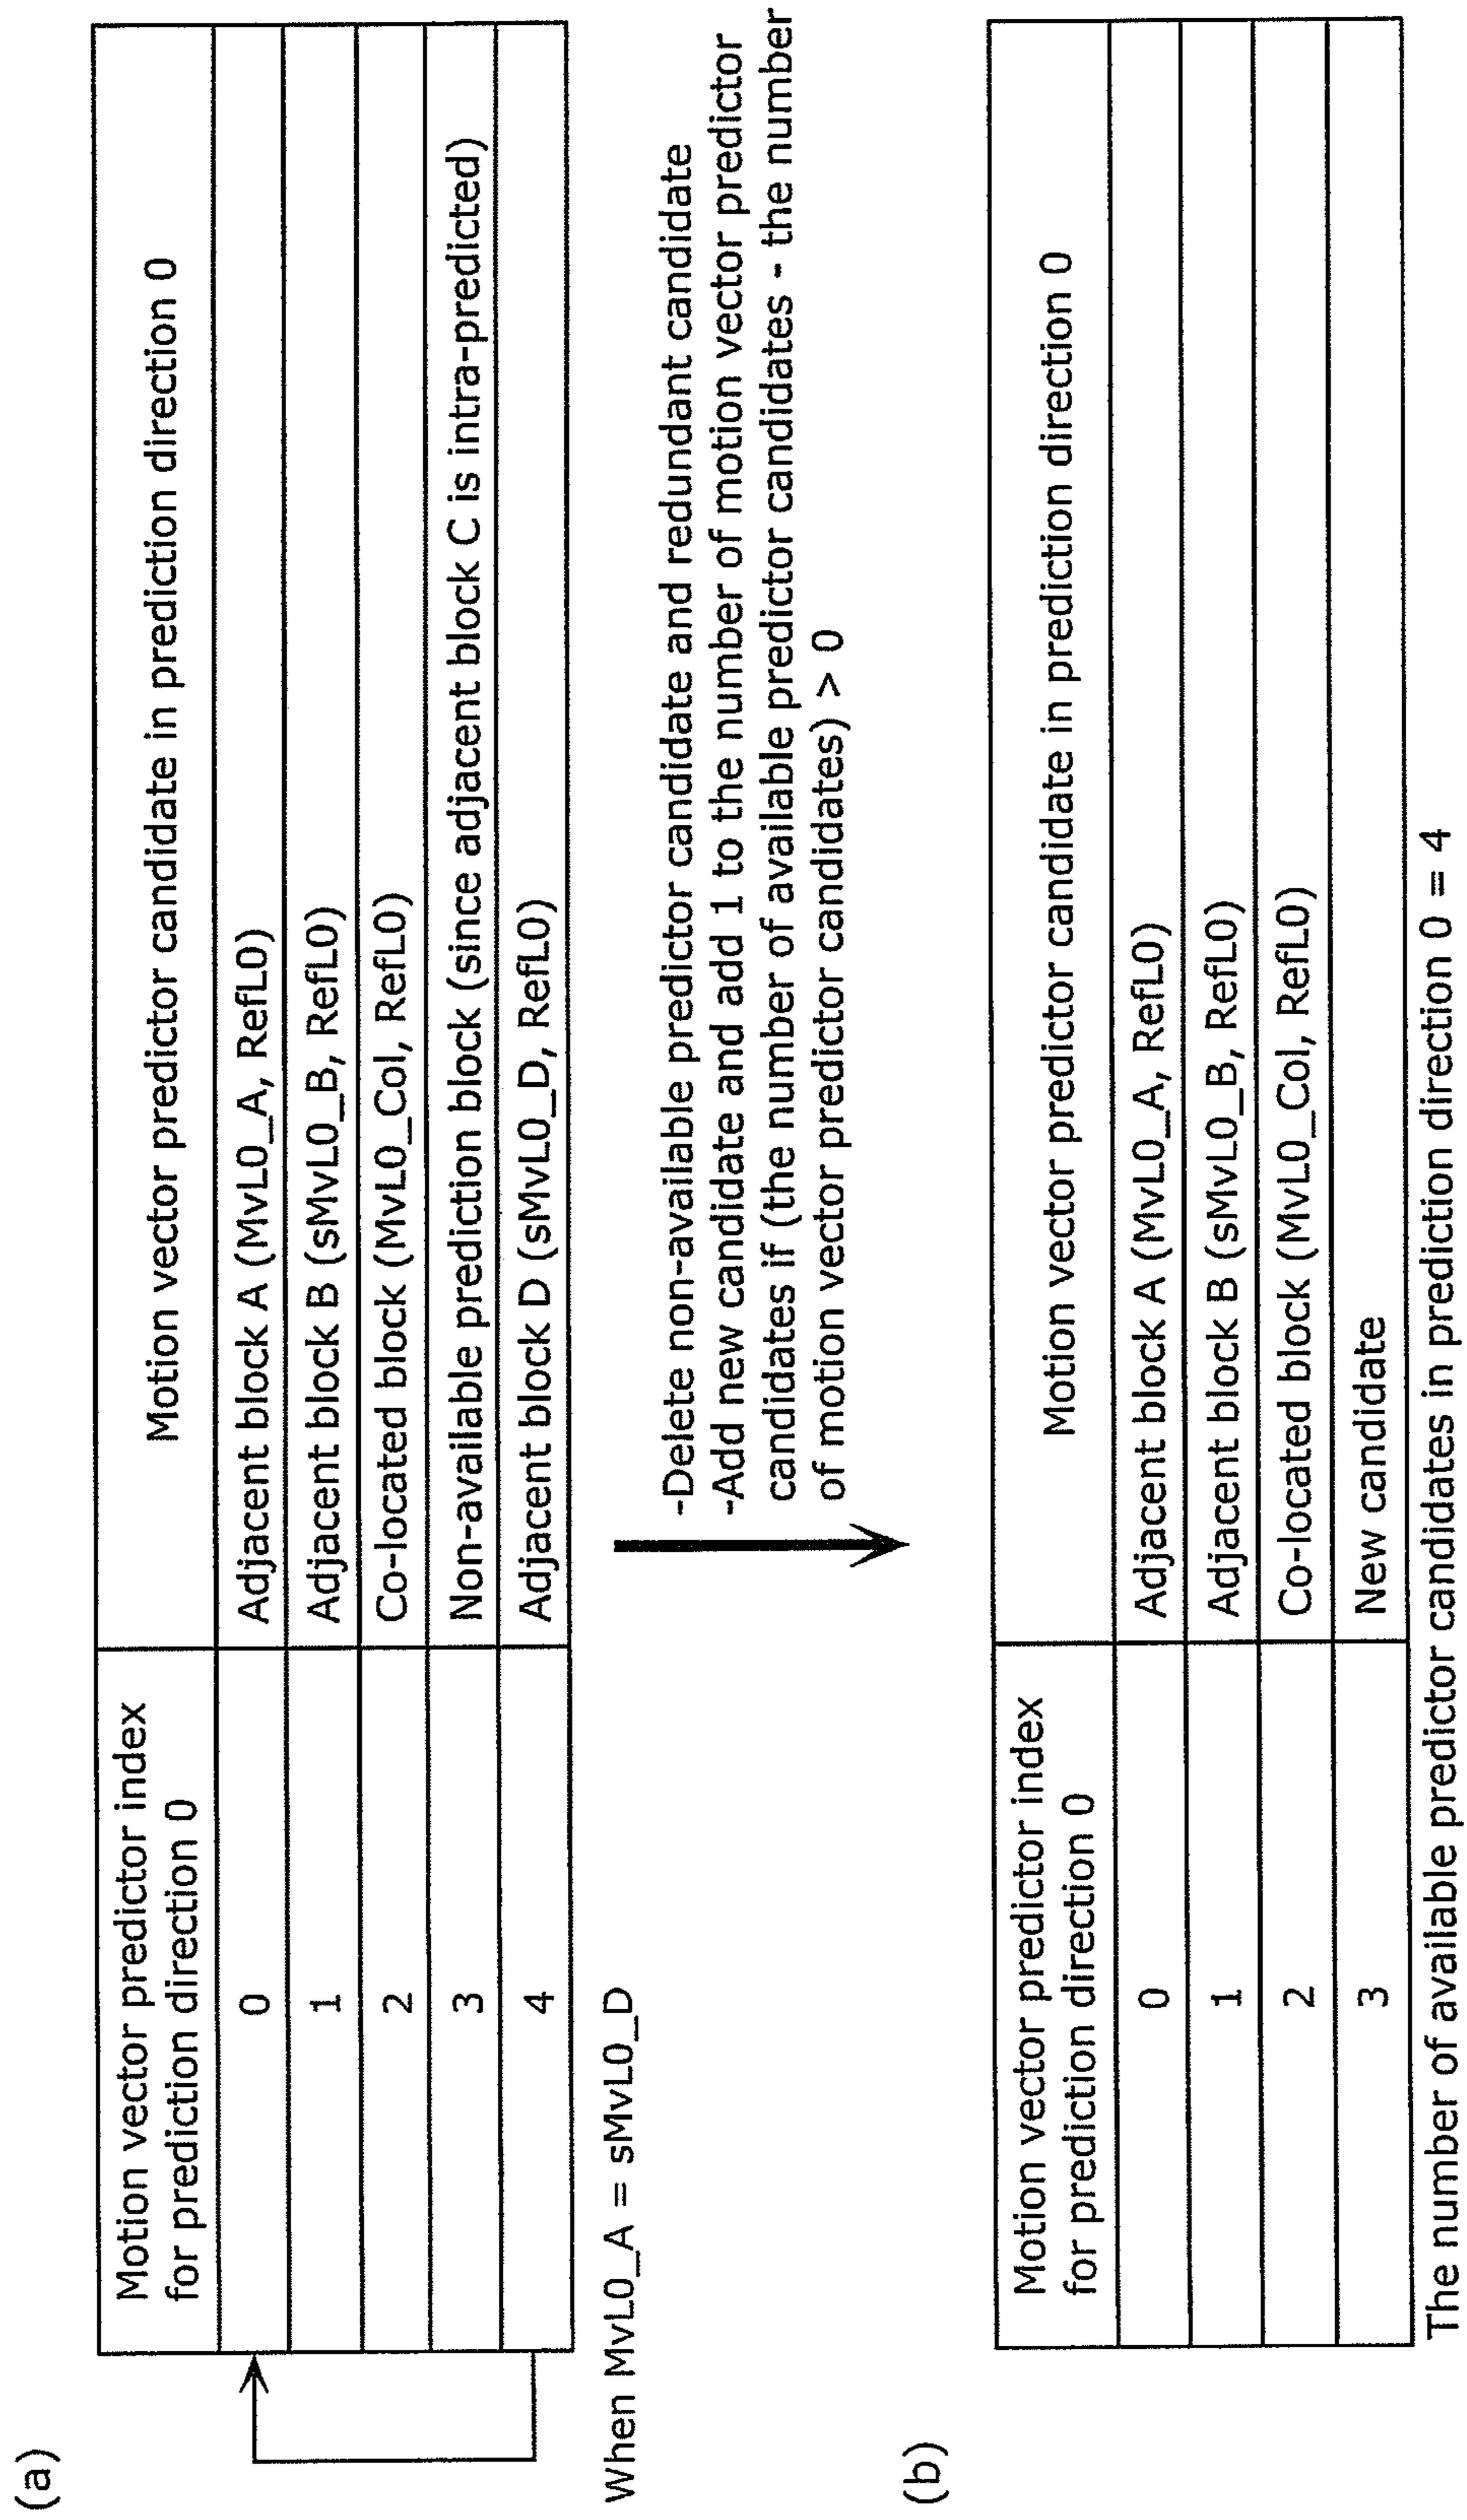 (a)
Motion vector predictor index
for prediction direction 0
Motion vector predictor candidate in prediction direction 0
0
Adjacent block A (MvL0_A, RefL0)
1
Adjacent block B (sMvL0_B, RefL0)
2
Co-located block (MvL0_Col, RefL0)
3
Non-available prediction block (since adjacent block C is intra-predicted)
4
Adjacent block D (sMvL0_D, RefL0)
When MvL0_A = sMvL0_D
-Delete non-available predictor candidate and redundant candidate
-Add new candidate and add 1 to the number of motion vector predictor
candidates if (the number of available predictor candidates - the number
of motion vector predictor candidates) > 0
(b)
Motion vector predictor index
for prediction direction 0
Motion vector predictor candidate in prediction direction 0
0
Adjacent block A (MvL0_A, RefL0)
1
Adjacent block B (sMvL0_B, RefL0)
2
Co-located block (MvL0_Col, RefL0)
3
New candidate
The number of available predictor candidates in prediction direction 0 = 4